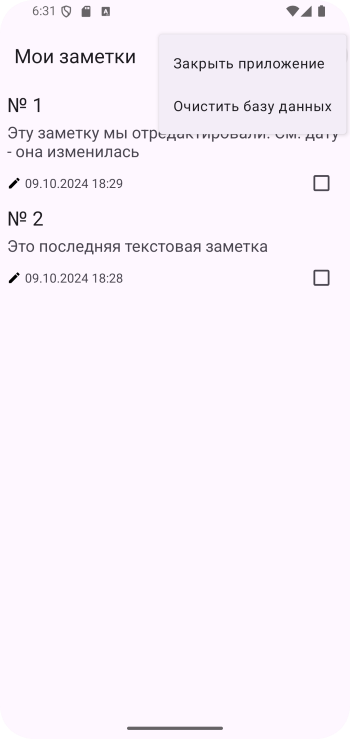 6:31
Мои заметки
Закрыть приложение
Очистить базу данных
№ 1
Эту заметку мы отредактировали. См. дату
- она изменилась
09.10.2024 18:29
№ 2
Это последняя текстовая заметка
09.10.2024 18:28